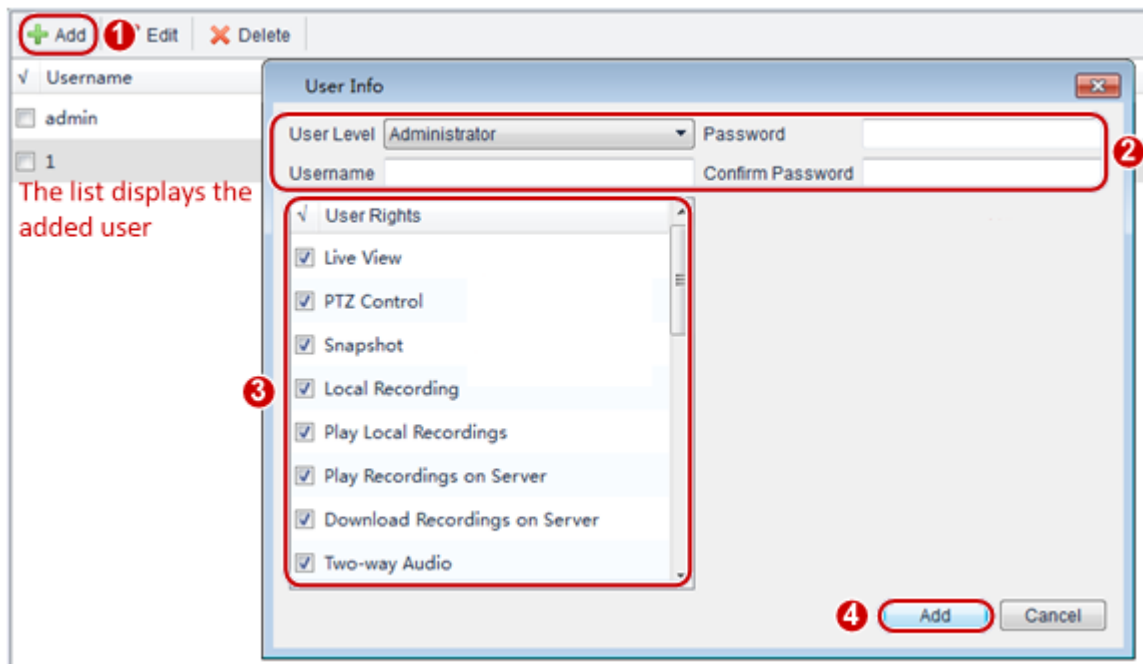 Add 1 Edit Delete
√ Username
admin
1
The list displays the
added user
User Info
User Level Administrator Password
2
Username Confirm Password
√ User Rights
Live View
PTZ Control
Snapshot
3 Local Recording
Play Local Recordings
Play Recordings on Server
Download Recordings on Server
Two-way Audio
4 Add Cancel